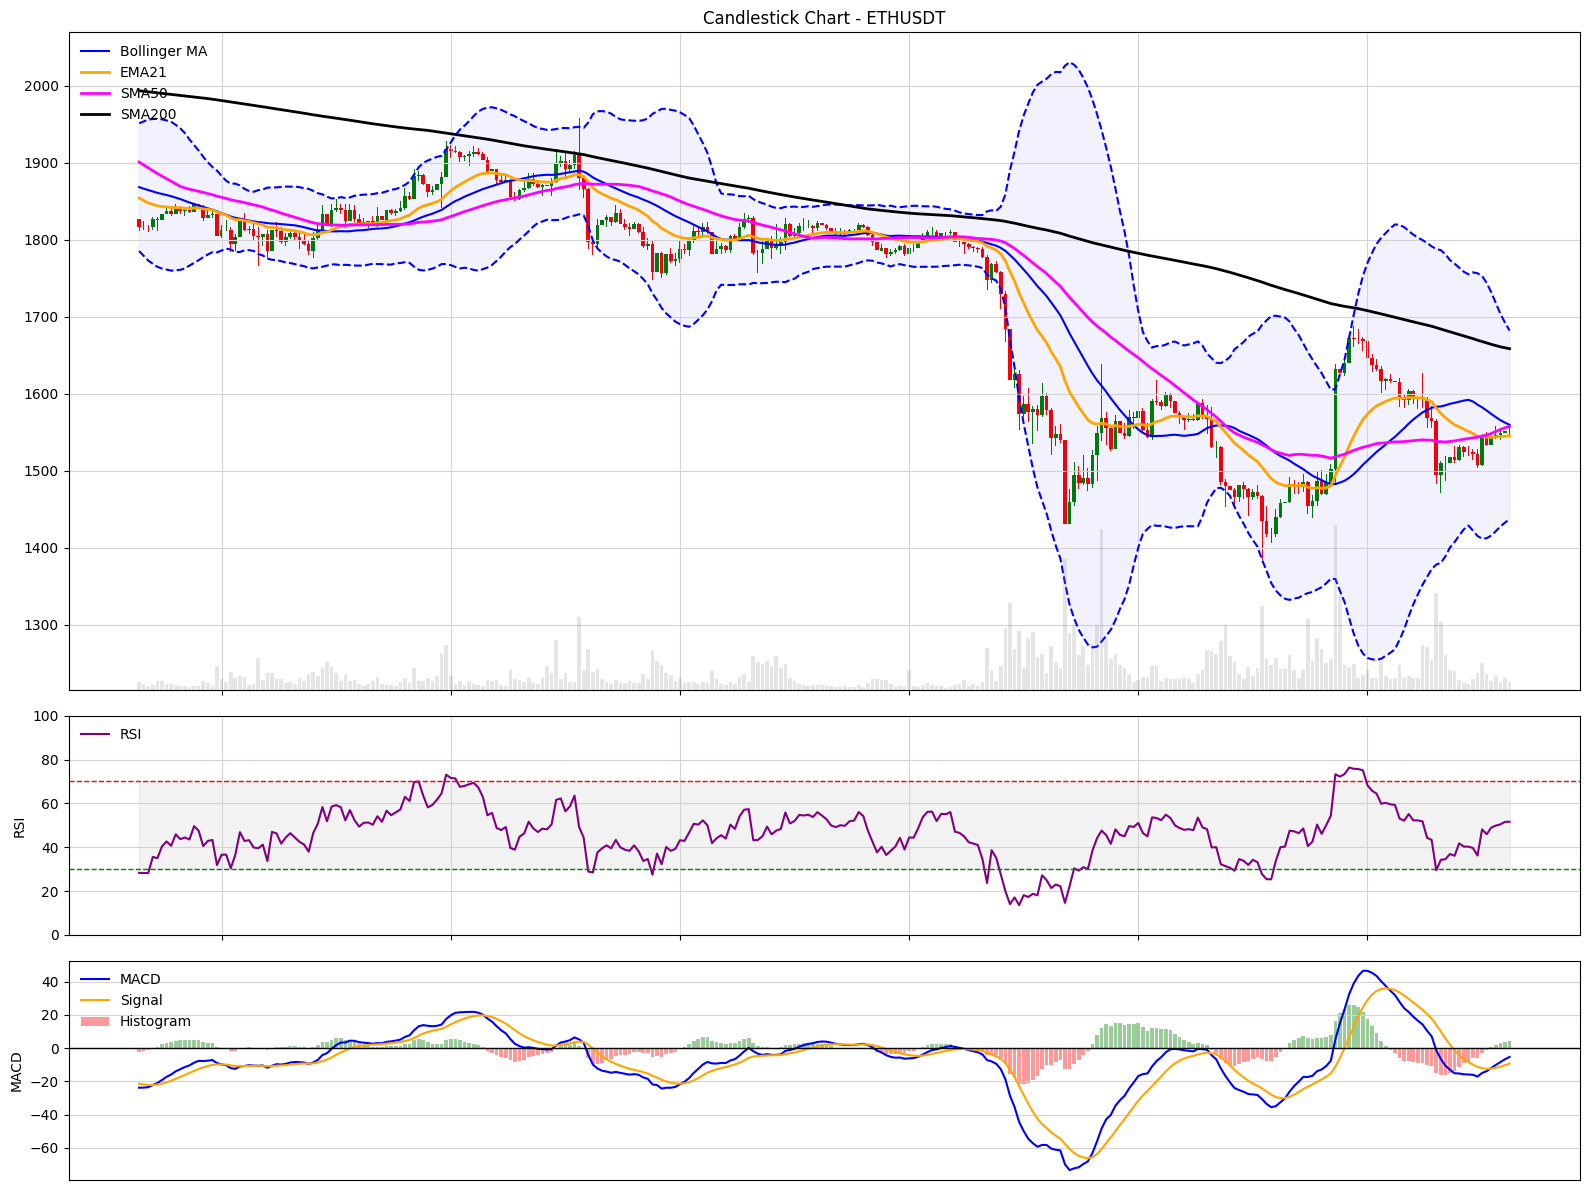 Candlestick Chart - ETHUSDT
Bollinger MA
EMA21
SMA50
SMA200
2000
1900
1800
1700
1600
1500
1400
1300
RSI
100
80
60
40
20
0
RSI
MACD
Signal
Histogram
40
20
0
−20
−40
−60
MACD